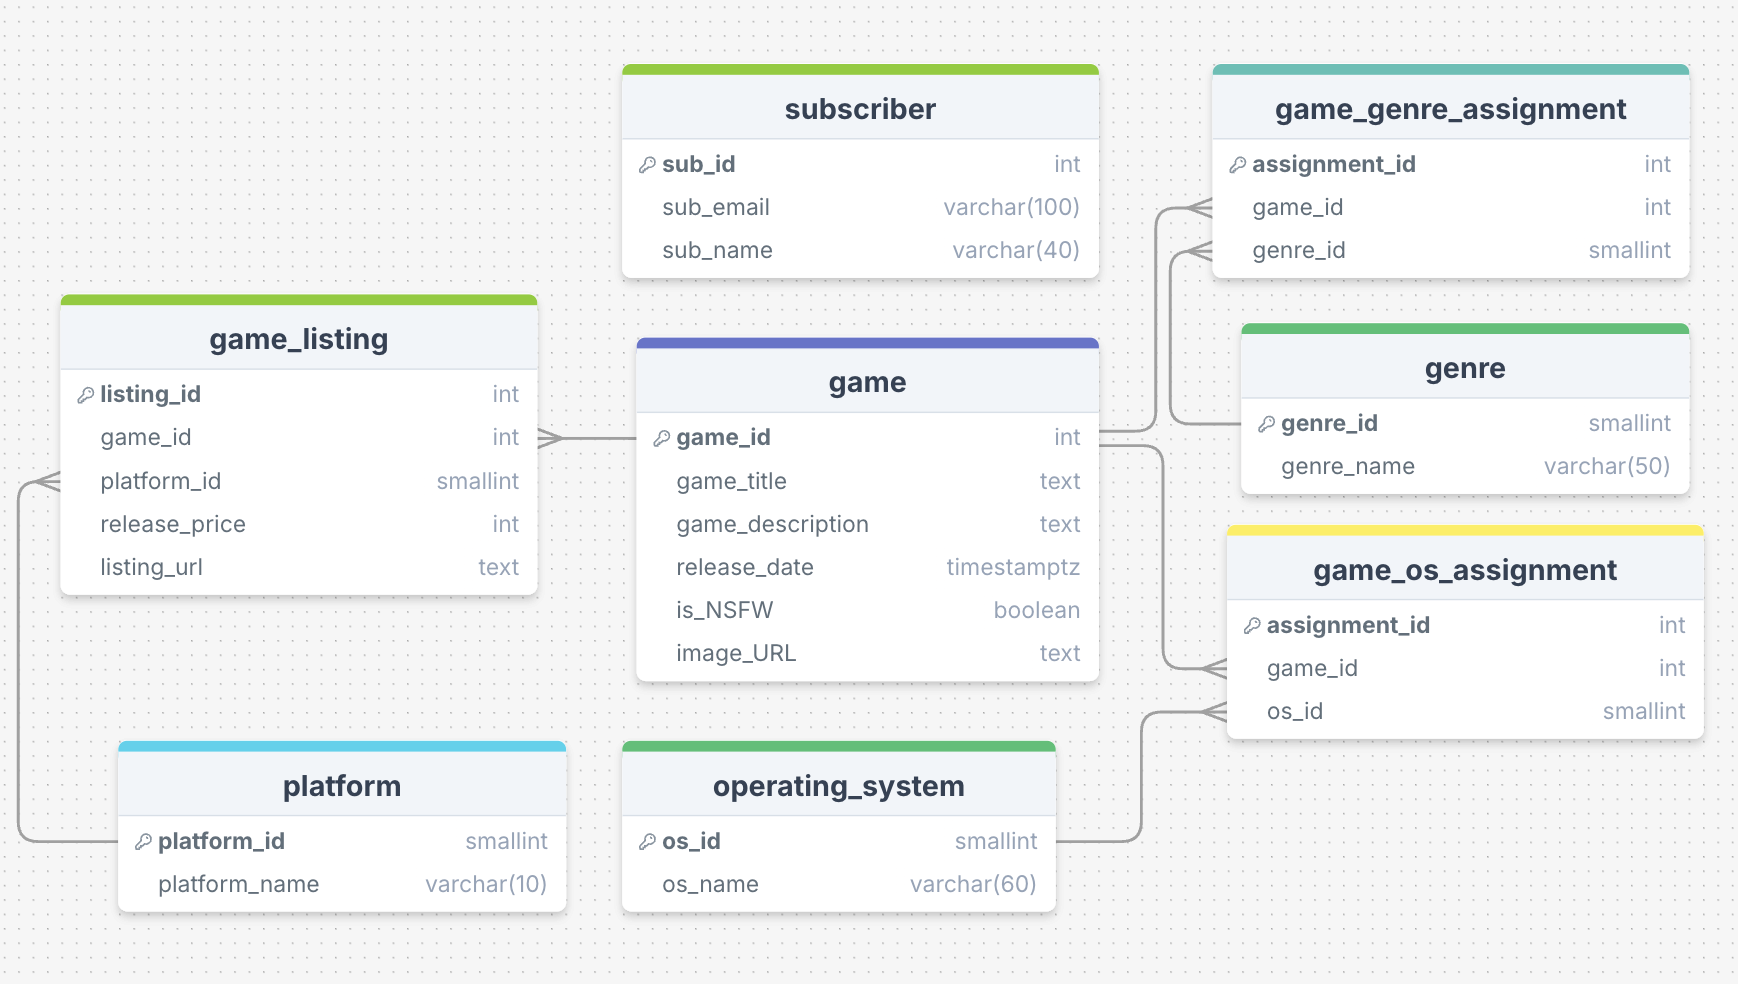 subscriber
sub_id int
sub_email varchar(100)
sub_name varchar(40)
game_genre_assignment
assignment_id int
game_id int
genre_id smallint
game_listing
listing_id int
game_id int
platform_id smallint
release_price int
listing_url text
game
game_id int
game_title text
game_description text
release_date timestamptz
is_NSFW boolean
image_URL text
genre
genre_id smallint
genre_name varchar(50)
game_os_assignment
assignment_id int
game_id int
os_id smallint
platform
platform_id smallint
platform_name varchar(10)
operating_system
os_id smallint
os_name varchar(60)